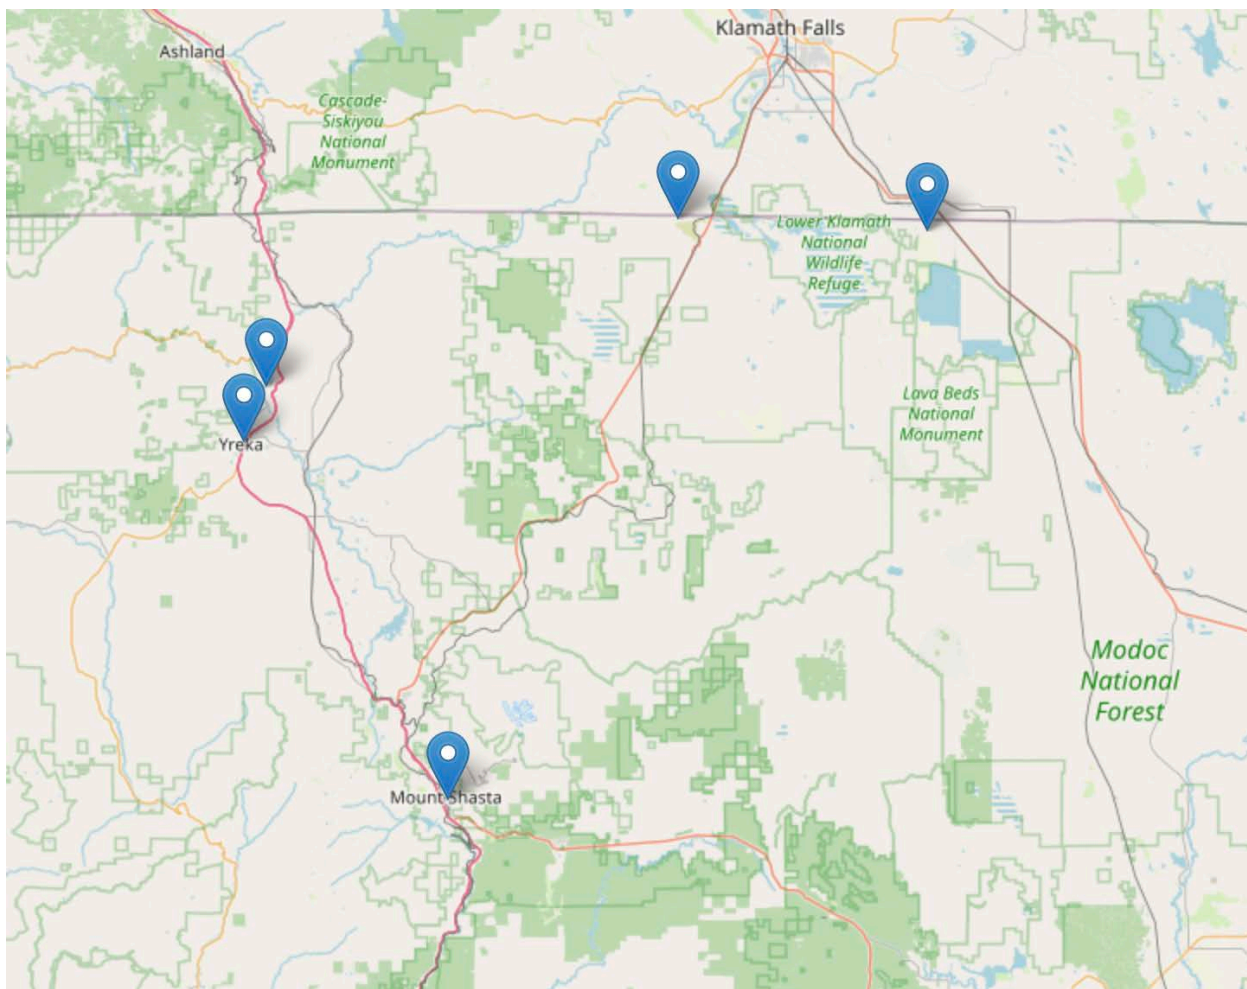 Klamath Falls
Ashland
Cascade-
Siskiyou
National
Monument
Lower Klamath
National
Wildlife
Refuge
Lava Beds
National
Monument
Yreka
Modoc
National
Forest
Mount Shasta